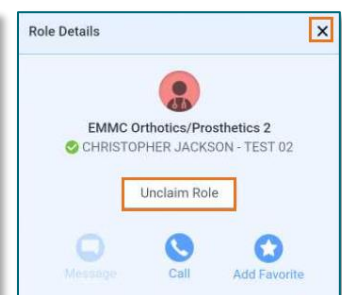 Role Details
EMMC Orthotics/Prosthetics 2
CHRISTOPHER JACKSON - TEST 02
Unclaim Role
Message Call Add Favorite